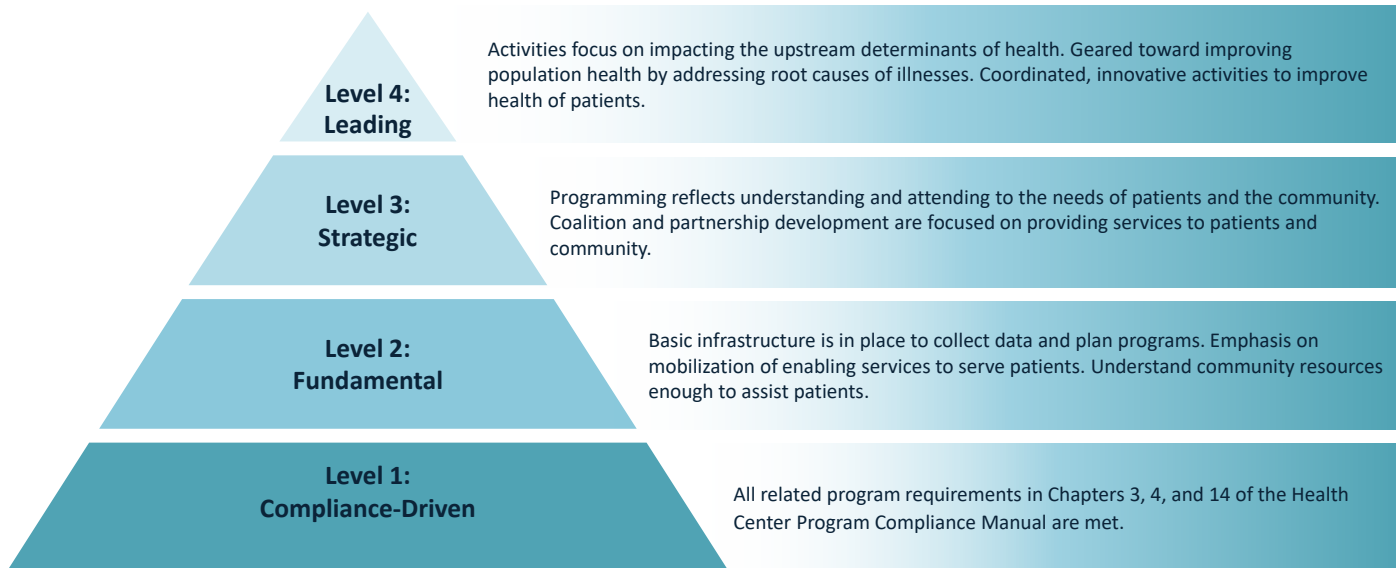 Level 4:
Leading
Activities focus on impacting the upstream determinants of health. Geared toward improving
population health by addressing root causes of illnesses. Coordinated, innovative activities to improve
health of patients.
Level 3:
Strategic
Programming reflects understanding and attending to the needs of patients and the community.
Coalition and partnership development are focused on providing services to patients and
community.
Level 2:
Fundamental
Basic infrastructure is in place to collect data and plan programs. Emphasis on
mobilization of enabling services to serve patients. Understand community resources
enough to assist patients.
Level 1:
Compliance-Driven
All related program requirements in Chapters 3, 4, and 14 of the Health
Center Program Compliance Manual are met.